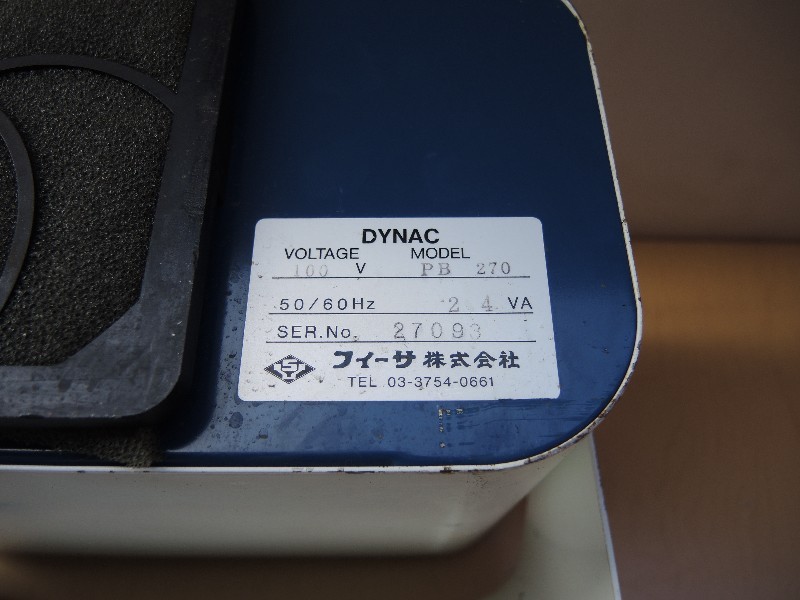 DYNAC
VOLTAGE MODEL
100 V PB 270
50/60Hz 24 VA
SER.No. 27093
フィーサ 株式会社
TEL 03-3754-0661